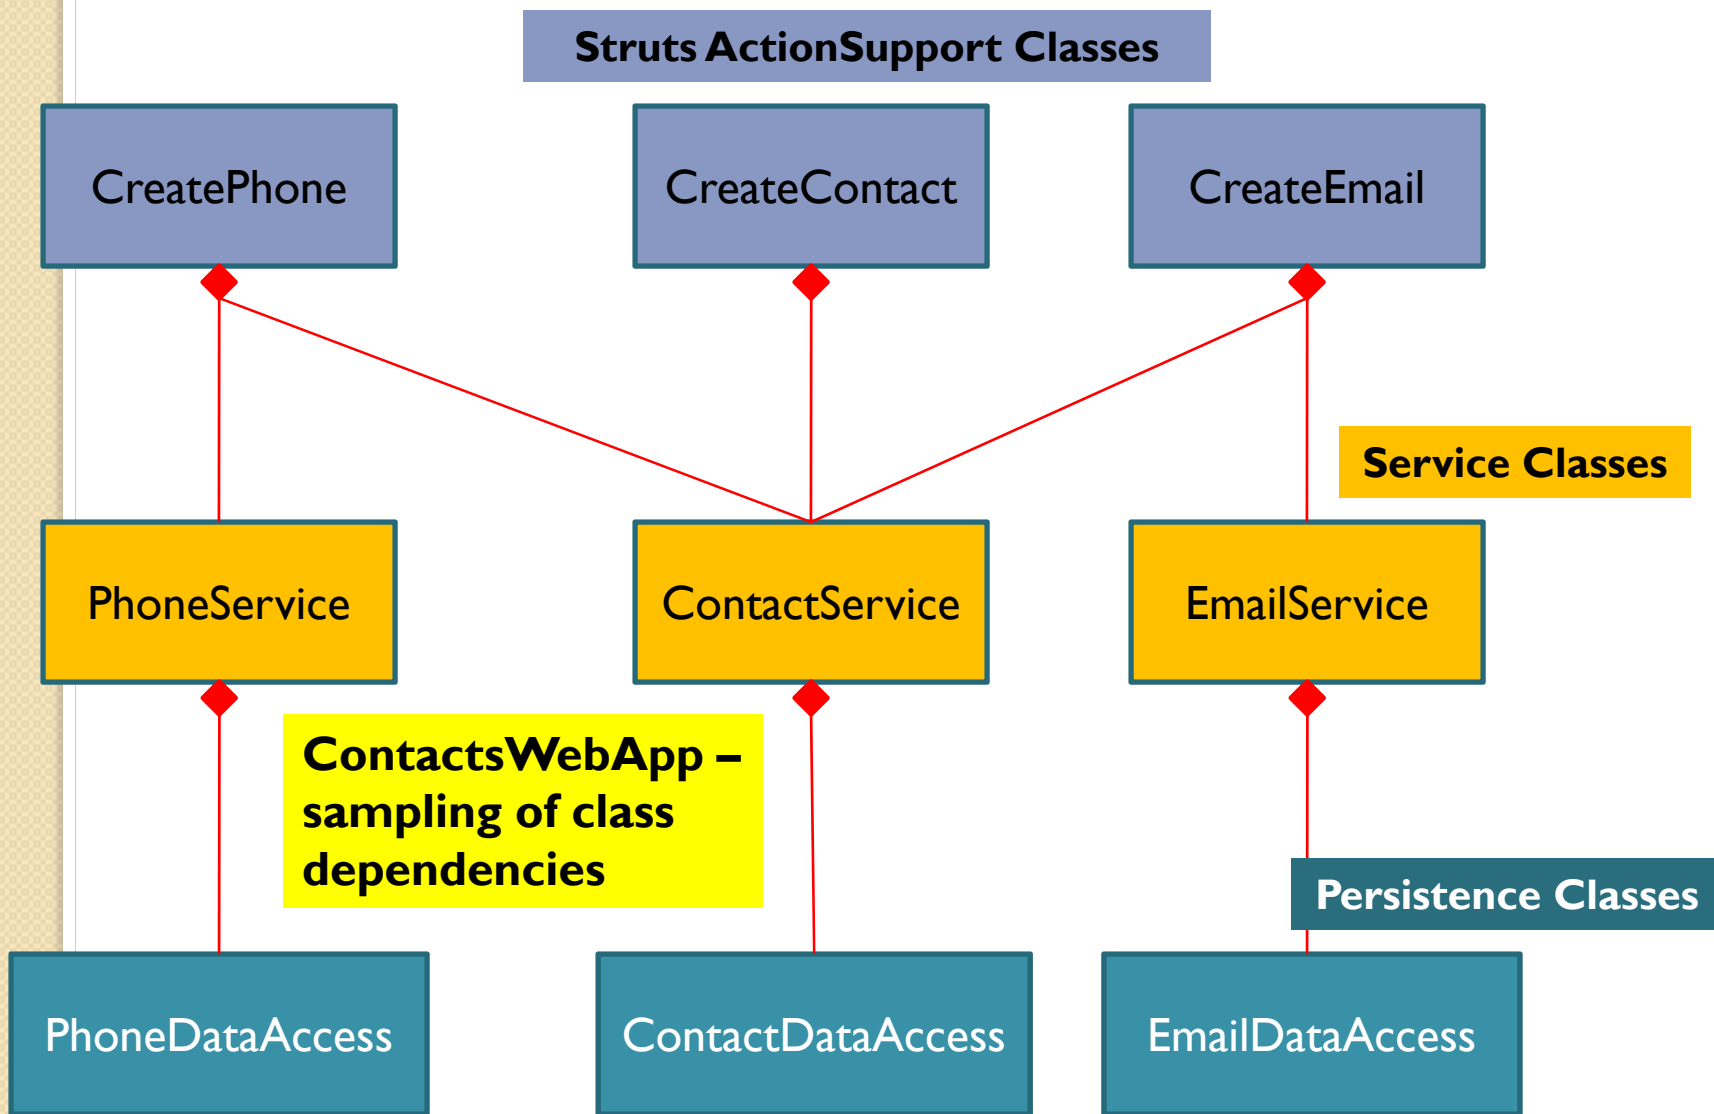 Struts ActionSupport Classes
CreatePhone
CreateContact
CreateEmail
Service Classes
PhoneService
ContactService
EmailService
ContactsWebApp –
sampling of class
dependencies
Persistence Classes
PhoneDataAccess
ContactDataAccess
EmailDataAccess